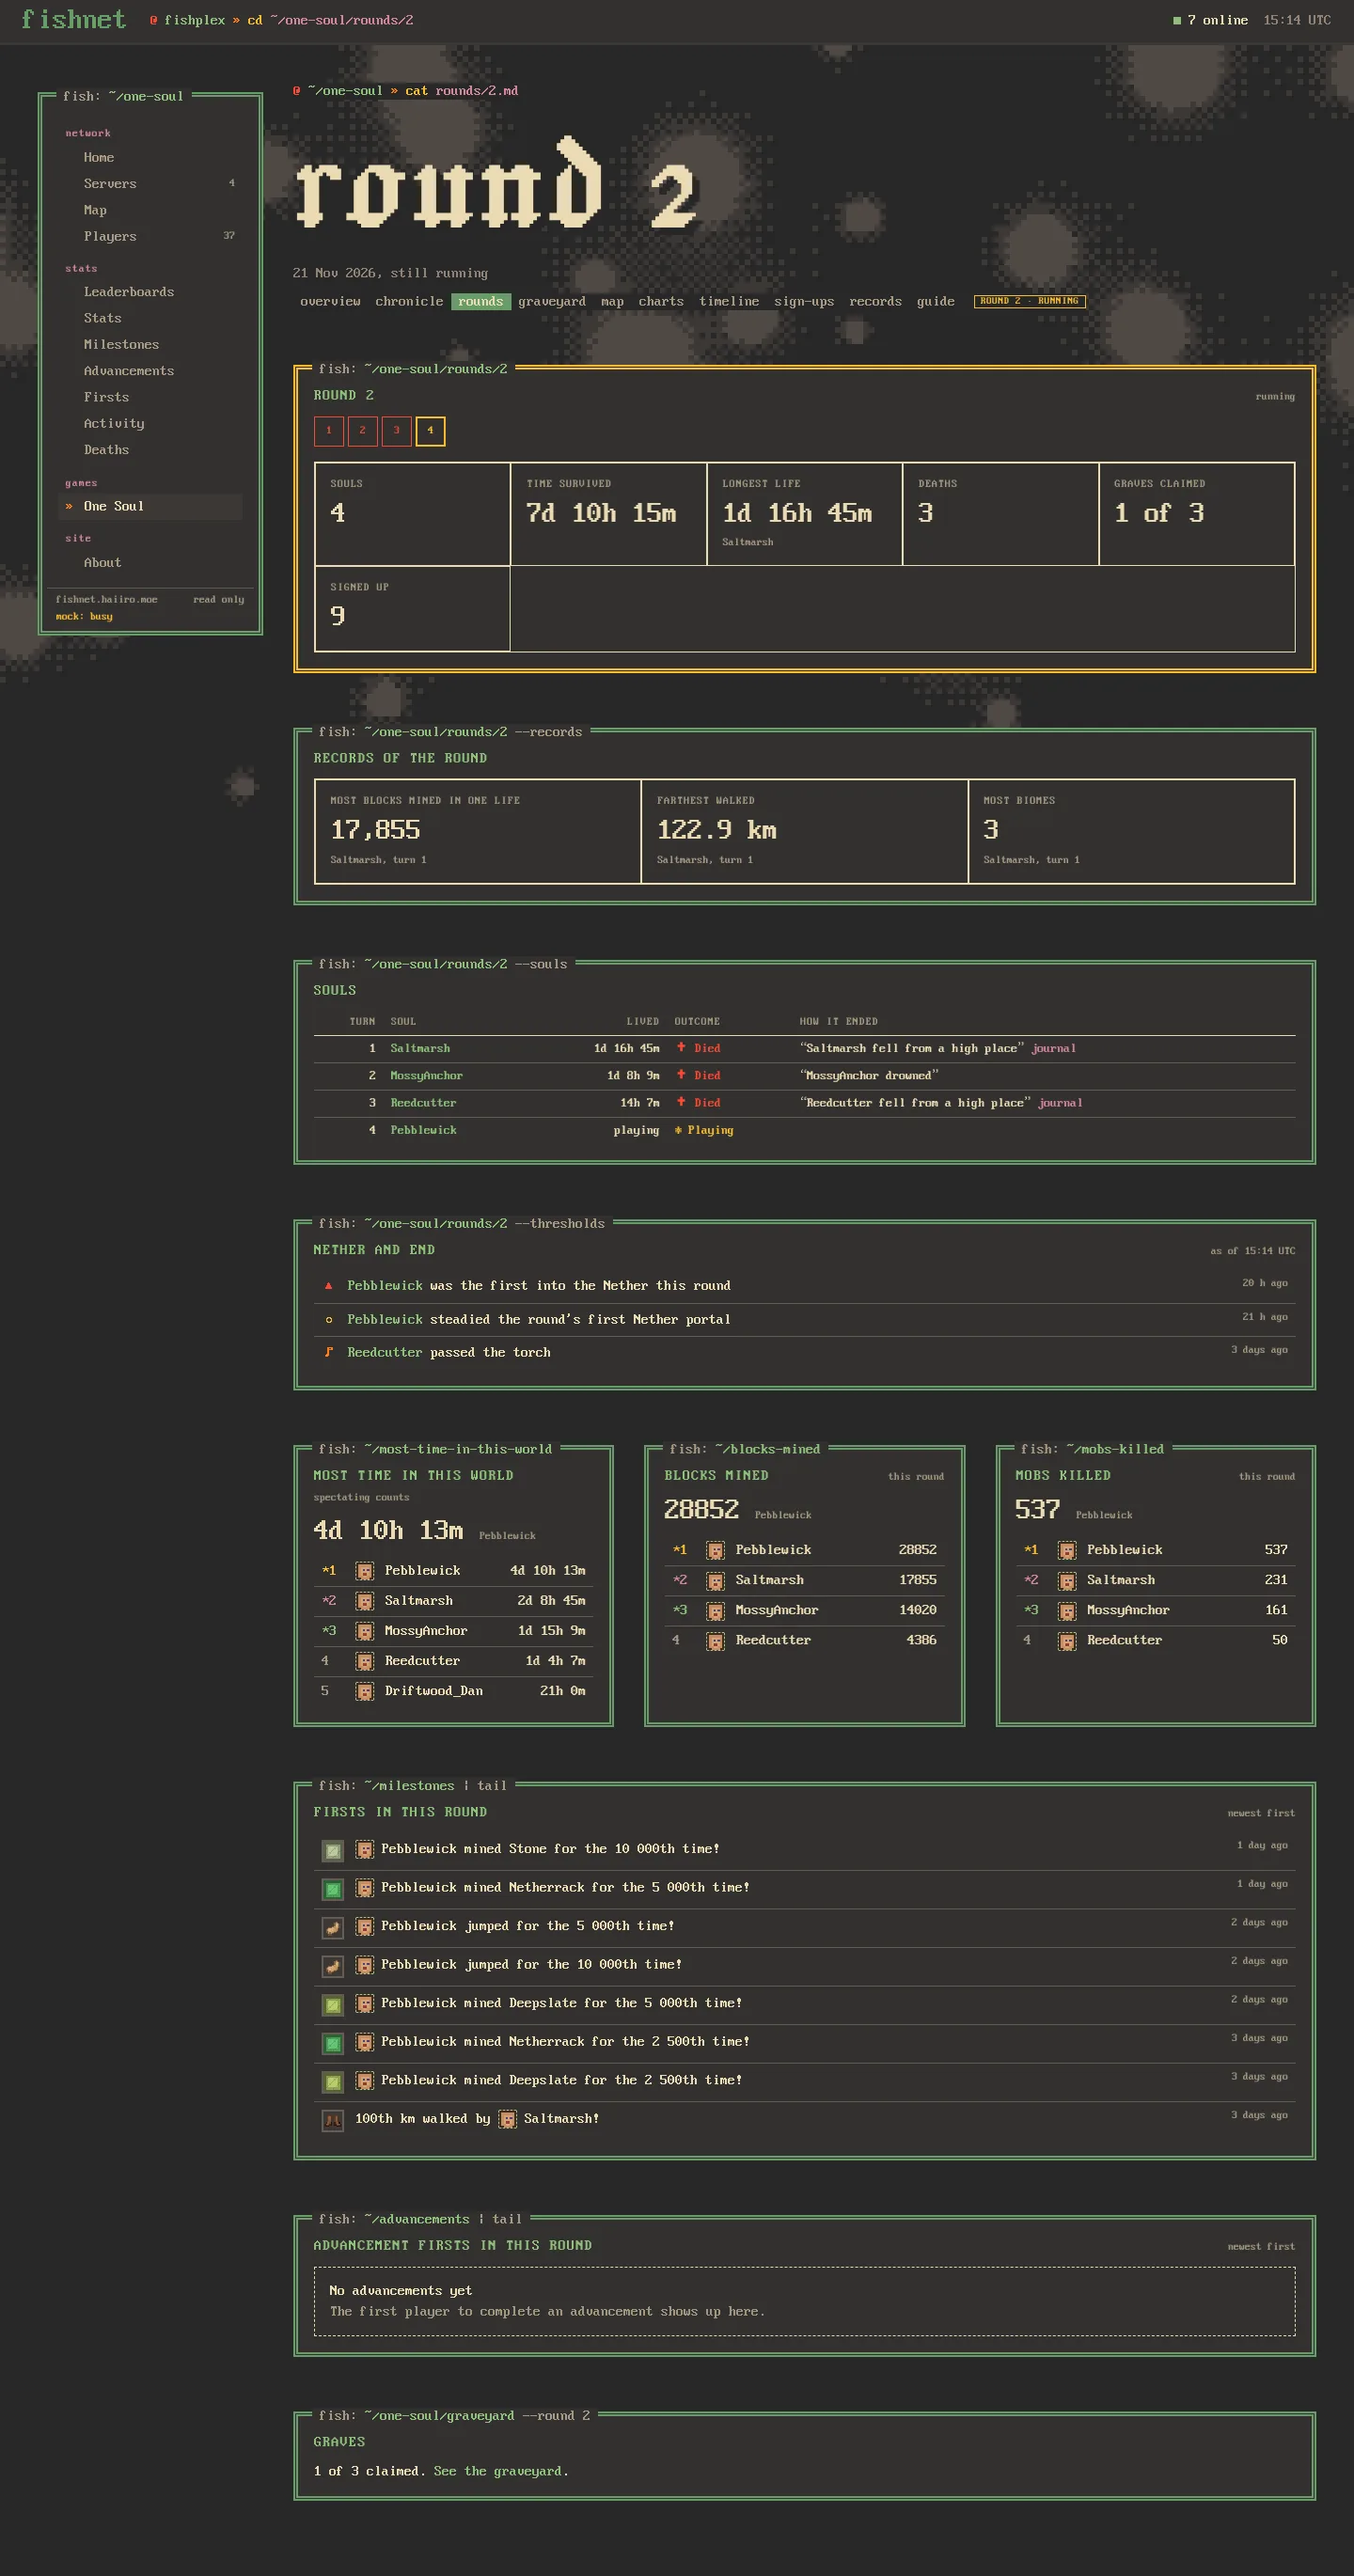 fishnet @ fishplex » cd ~/one-soul/rounds/2 7 online 15:14 UTC
fish: ~/one-soul
network
Home
Servers 4
Map
Players 37
stats
Leaderboards
Stats
Milestones
Advancements
Firsts
Activity
Deaths
games
» One Soul
site
About
fishnet.haiiro.moe read only
mock: busy
@ ~/one-soul » cat rounds/2.md
round 2
21 Nov 2026, still running
overview chronicle rounds graveyard map charts timeline sign-ups records guide ROUND 2 · RUNNING
fish: ~/one-soul/rounds/2
ROUND 2 running
1 2 3 4
SOULS
4
TIME SURVIVED
7d 10h 15m
LONGEST LIFE
1d 16h 45m
Saltmarsh
DEATHS
3
GRAVES CLAIMED
1 of 3
SIGNED UP
9
fish: ~/one-soul/rounds/2 --records
RECORDS OF THE ROUND
MOST BLOCKS MINED IN ONE LIFE
17,855
Saltmarsh, turn 1
FARTHEST WALKED
122.9 km
Saltmarsh, turn 1
MOST BIOMES
3
Saltmarsh, turn 1
fish: ~/one-soul/rounds/2 --souls
SOULS
TURN SOUL LIVED OUTCOME HOW IT ENDED
1 Saltmarsh 1d 16h 45m ✝ Died “Saltmarsh fell from a high place” journal
2 MossyAnchor 1d 8h 9m ✝ Died “MossyAnchor drowned”
3 Reedcutter 14h 7m ✝ Died “Reedcutter fell from a high place” journal
4 Pebblewick playing Playing
fish: ~/one-soul/rounds/2 --thresholds
NETHER AND END as of 15:14 UTC
Pebblewick was the first into the Nether this round 20 h ago
Pebblewick steadied the round’s first Nether portal 21 h ago
Reedcutter passed the torch 3 days ago
fish: ~/most-time-in-this-world
MOST TIME IN THIS WORLD
spectating counts
4d 10h 13m Pebblewick
*1 Pebblewick 4d 10h 13m
*2 Saltmarsh 2d 8h 45m
*3 MossyAnchor 1d 15h 9m
4 Reedcutter 1d 4h 7m
5 Driftwood_Dan 21h 0m
fish: ~/blocks-mined
BLOCKS MINED this round
28852 Pebblewick
*1 Pebblewick 28852
*2 Saltmarsh 17855
*3 MossyAnchor 14020
4 Reedcutter 4386
fish: ~/mobs-killed
MOBS KILLED this round
537 Pebblewick
*1 Pebblewick 537
*2 Saltmarsh 231
*3 MossyAnchor 161
4 Reedcutter 50
fish: ~/milestones | tail
FIRSTS IN THIS ROUND newest first
Pebblewick mined Stone for the 10 000th time! 1 day ago
Pebblewick mined Netherrack for the 5 000th time! 1 day ago
Pebblewick jumped for the 5 000th time! 2 days ago
Pebblewick jumped for the 10 000th time! 2 days ago
Pebblewick mined Deepslate for the 5 000th time! 2 days ago
Pebblewick mined Netherrack for the 2 500th time! 3 days ago
Pebblewick mined Deepslate for the 2 500th time! 3 days ago
100th km walked by Saltmarsh! 3 days ago
fish: ~/advancements | tail
ADVANCEMENT FIRSTS IN THIS ROUND newest first
No advancements yet
The first player to complete an advancement shows up here.
fish: ~/one-soul/graveyard --round 2
GRAVES
1 of 3 claimed. See the graveyard.